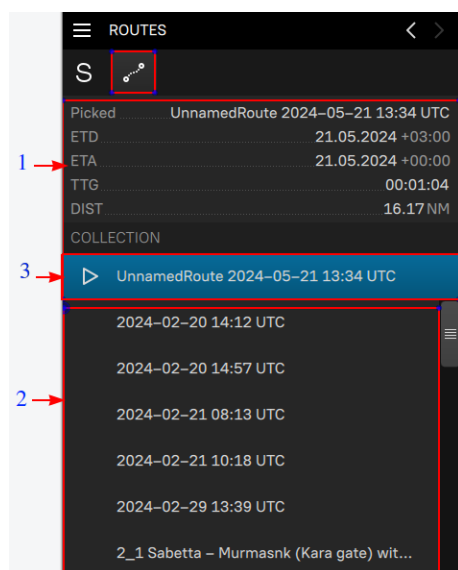 ROUTES
S
Picked UnnamedRoute 2024–05–21 13:34 UTC
ETD 21.05.2024 +03:00
1
ETA 21.05.2024 +00:00
TTG 00:01:04
DIST 16.17 NM
COLLECTION
3
UnnamedRoute 2024–05–21 13:34 UTC
2024–02–20 14:12 UTC
2024–02–20 14:57 UTC
2
2024–02–21 08:13 UTC
2024–02–21 10:18 UTC
2024–02–29 13:39 UTC
2_1 Sabetta – Murmasnk (Kara gate) wit...